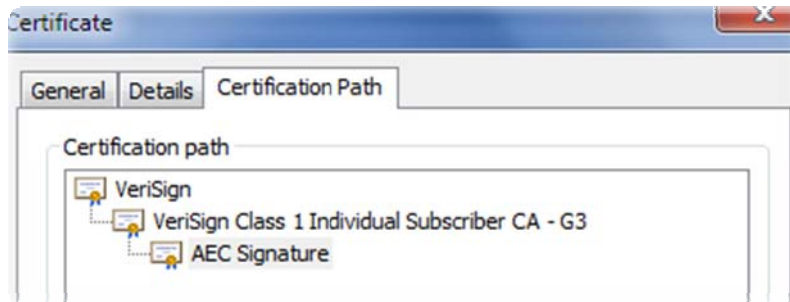 Certificate
General Details Certification Path
Certification path
VeriSign
VeriSign Class 1 Individual Subscriber CA - G3
AEC Signature